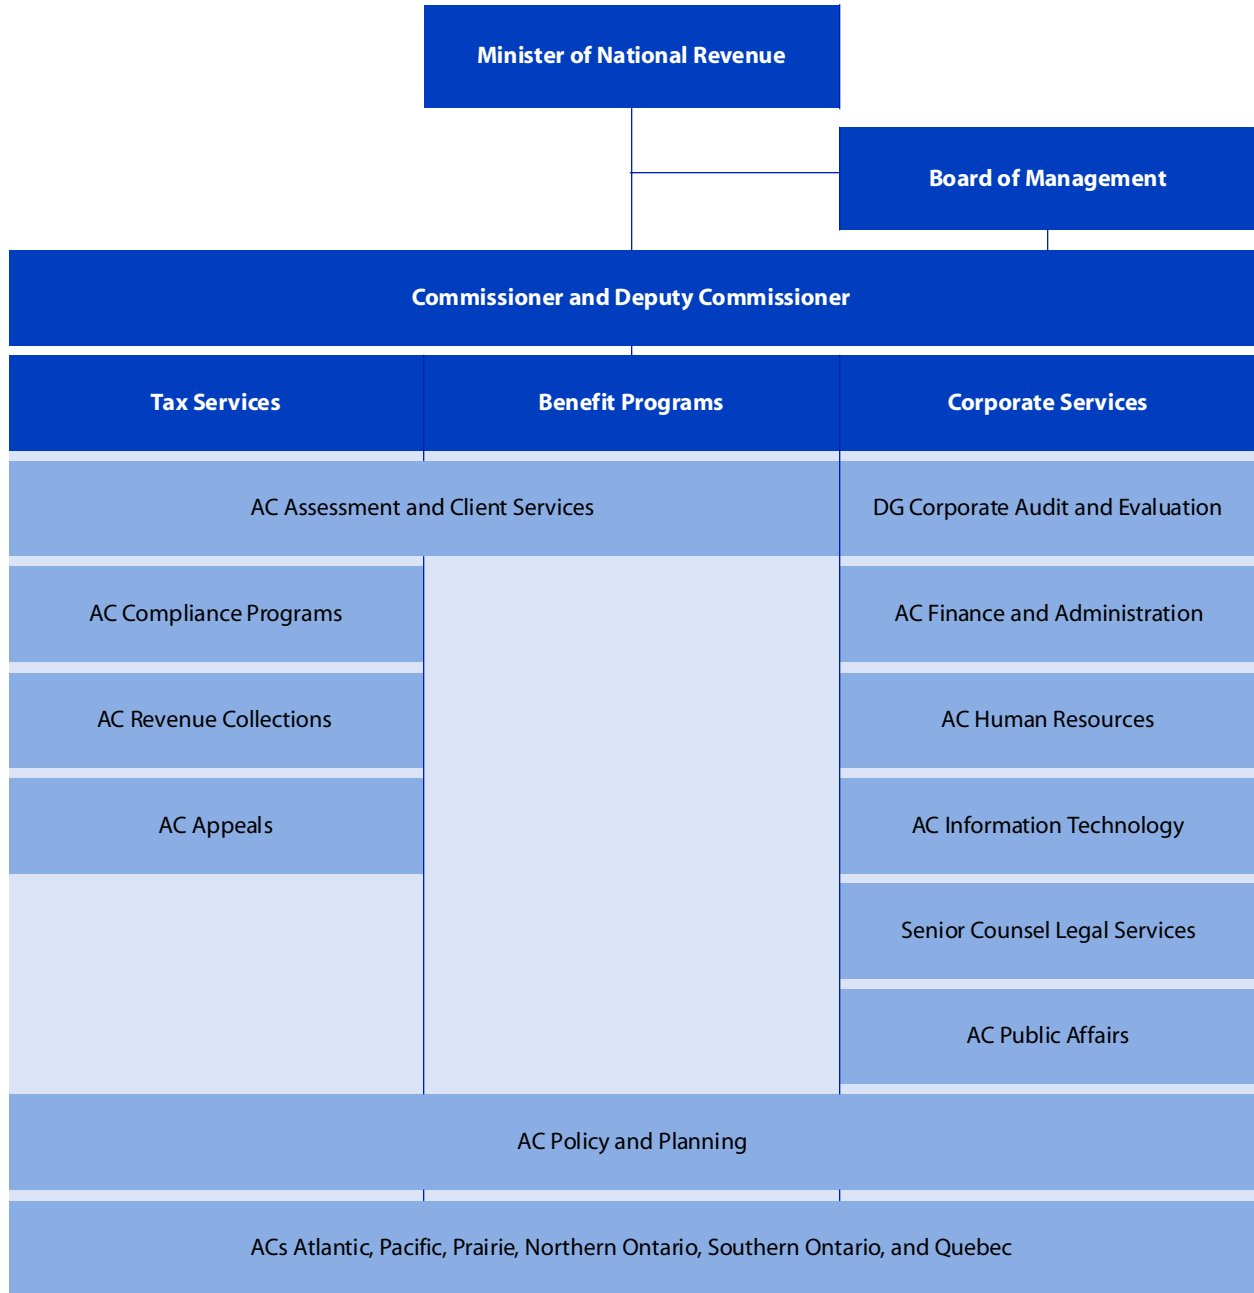 Minister of National Revenue
Board of Management
Commissioner and Deputy Commissioner
Tax Services
Benefit Programs
Corporate Services
AC Assessment and Client Services
DG Corporate Audit and Evaluation
AC Compliance Programs
AC Finance and Administration
AC Revenue Collections
AC Human Resources
AC Appeals
AC Information Technology
Senior Counsel Legal Services
AC Public Affairs
AC Policy and Planning
ACs Atlantic, Pacific, Prairie, Northern Ontario, Southern Ontario, and Quebec